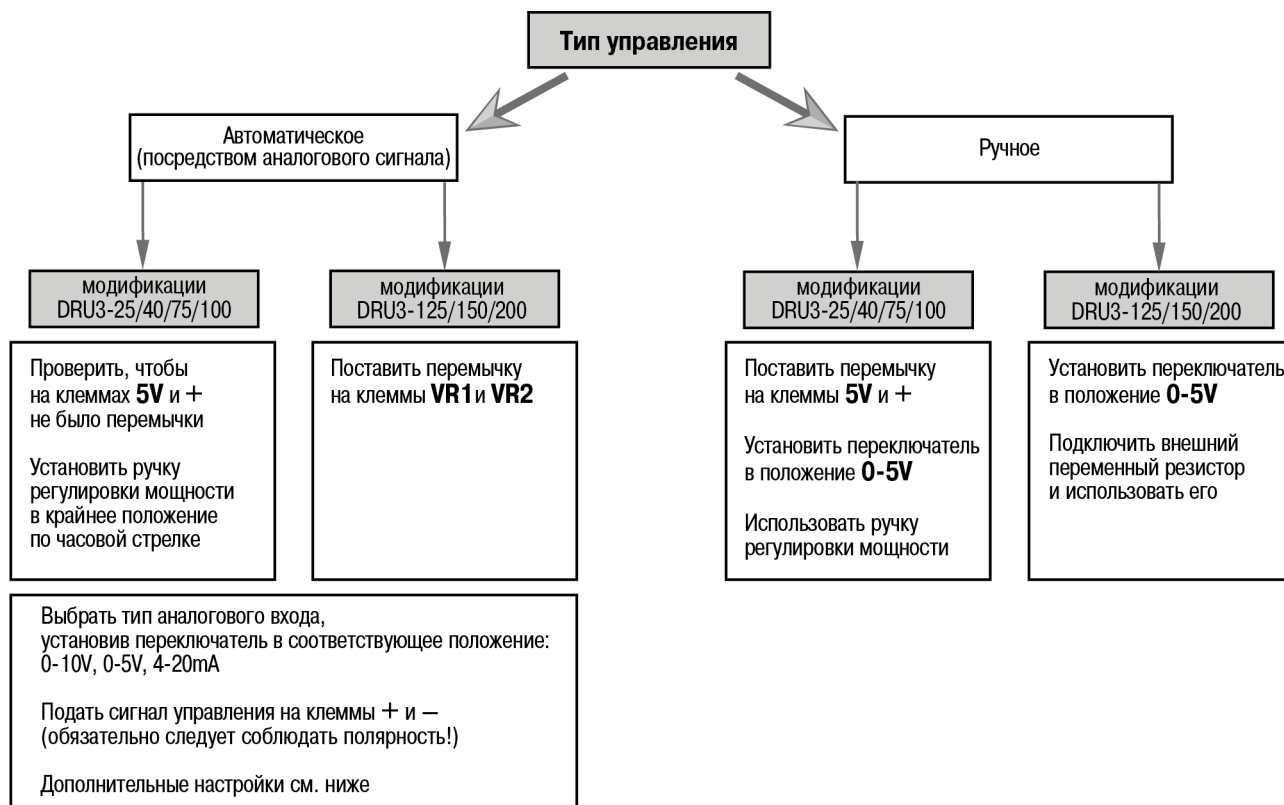 Тип управления
Автоматическое
(посредством аналогового сигнала)
Ручное
модификации
DRU3-25/40/75/100
модификации
DRU3-125/150/200
модификации
DRU3-25/40/75/100
модификации
DRU3-125/150/200
Проверить, чтобы
на клеммах 5V и +
не было перемычки
Установить ручку
регулировки мощности
в крайнее положение
по часовой стрелке
Поставить перемычку
на клеммы VR1 и VR2
Поставить перемычку
на клеммы 5V и +
Установить переключатель
в положение 0-5V
Использовать ручку
регулировки мощности
Установить переключатель
в положение 0-5V
Подключить внешний
переменный резистор
и использовать его
Выбрать тип аналогового входа,
установив переключатель в соответствующее положение:
0-10V, 0-5V, 4-20mA
Подать сигнал управления на клеммы + и –
(обязательно следует соблюдать полярность!)
Дополнительные настройки см. ниже